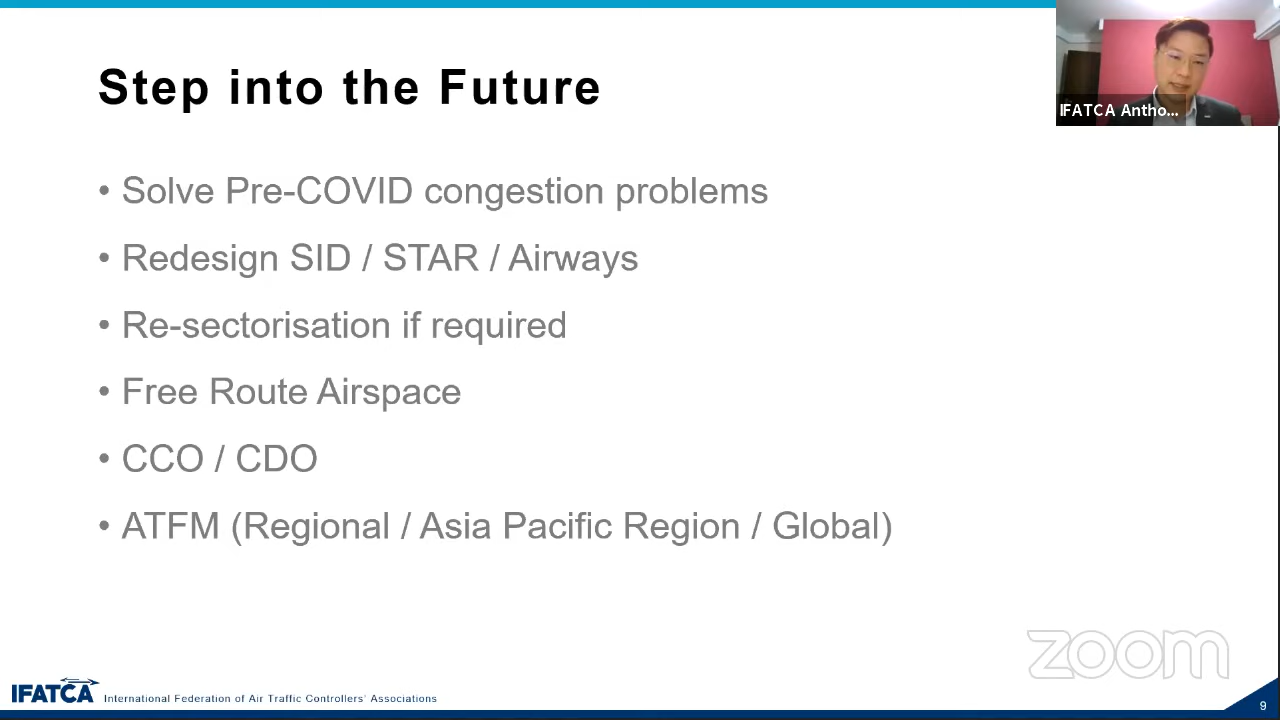 Step into the Future
IFATCA Antho...
• Solve Pre-COVID congestion problems
• Redesign SID / STAR / Airways
• Re-sectorisation if required
• Free Route Airspace
• CCO / CDO
• ATFM (Regional / Asia Pacific Region / Global)
zoom
IFATCA International Federation of Air Traffic Controllers' Associations
9